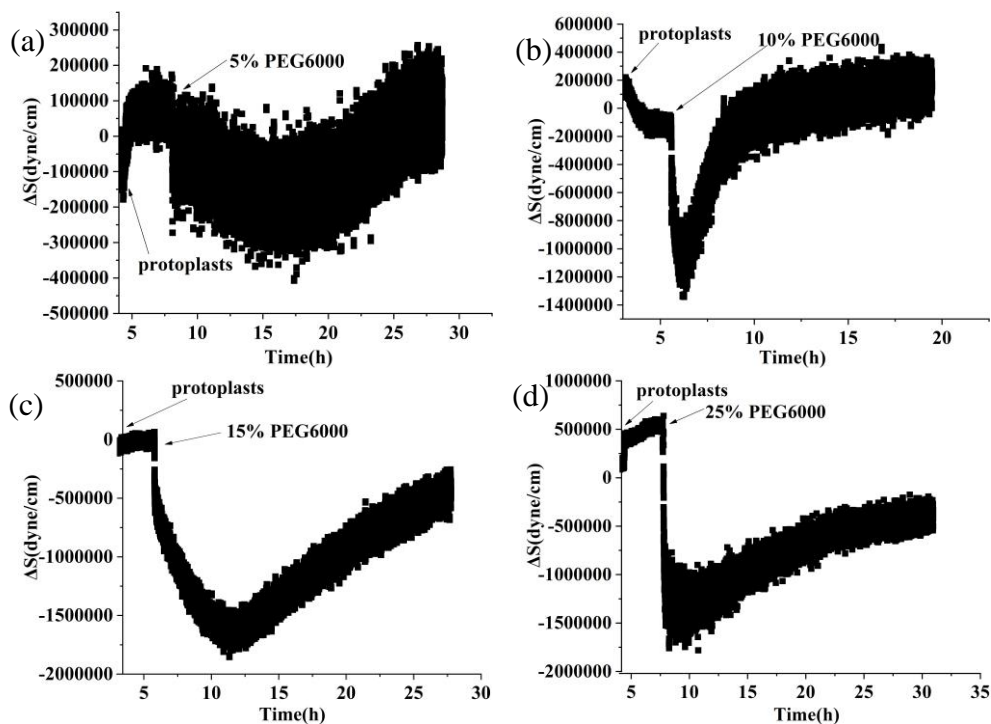 (a)
5% PEG6000
protoplasts
200000
100000
0
-100000
-200000
-300000
-400000
-500000
ΔS(dyne/cm)
5 10 15 20 25 30
Time(h)
(b)
protoplasts
10% PEG6000
600000
400000
200000
0
-200000
-400000
-600000
-800000
-1000000
-1200000
-1400000
ΔS(dyne/cm)
5 10 15 20
Time(h)
(c)
protoplasts
15% PEG6000
500000
0
-500000
-1000000
-1500000
-2000000
ΔS(dyne/cm)
5 10 15 20 25 30
Time(h)
(d)
protoplasts
25% PEG6000
1000000
500000
0
-500000
-1000000
-1500000
-2000000
ΔS(dyne/cm)
5 10 15 20 25 30 35
Time(h)